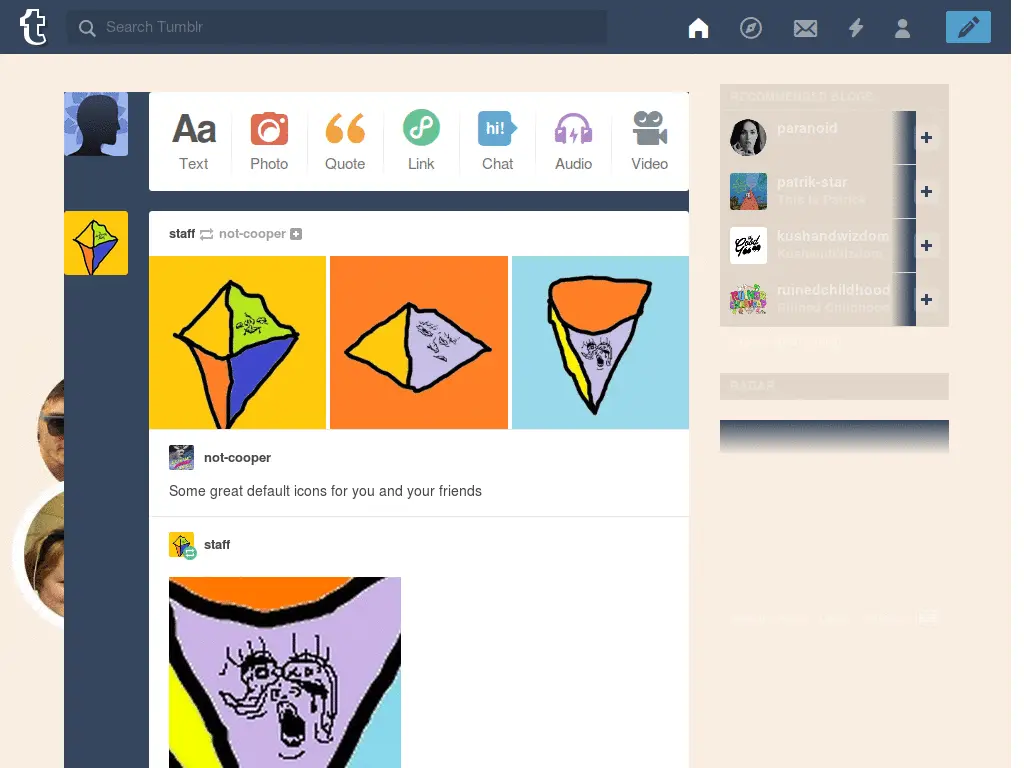 t
Search Tumblr
Aa
hi!
Text
Photo
Quote
Link
Chat
Audio
Video
staff not-cooper
not-cooper
Some great default icons for you and your friends
staff
RECOMMENDED BLOGS
paranoid
patrik-star
This is Patrick
kushandwizdom
Kushandwizdom
ruinedchildhood
Ruined Childhood
RADAR